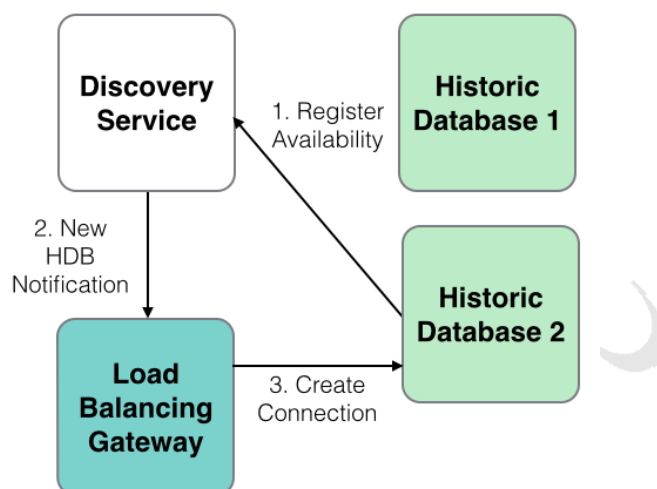 Discovery
Service
1. Register
Availability
Historic
Database 1
2. New
HDB
Notification
Historic
Database 2
Load
Balancing
Gateway
3. Create
Connection